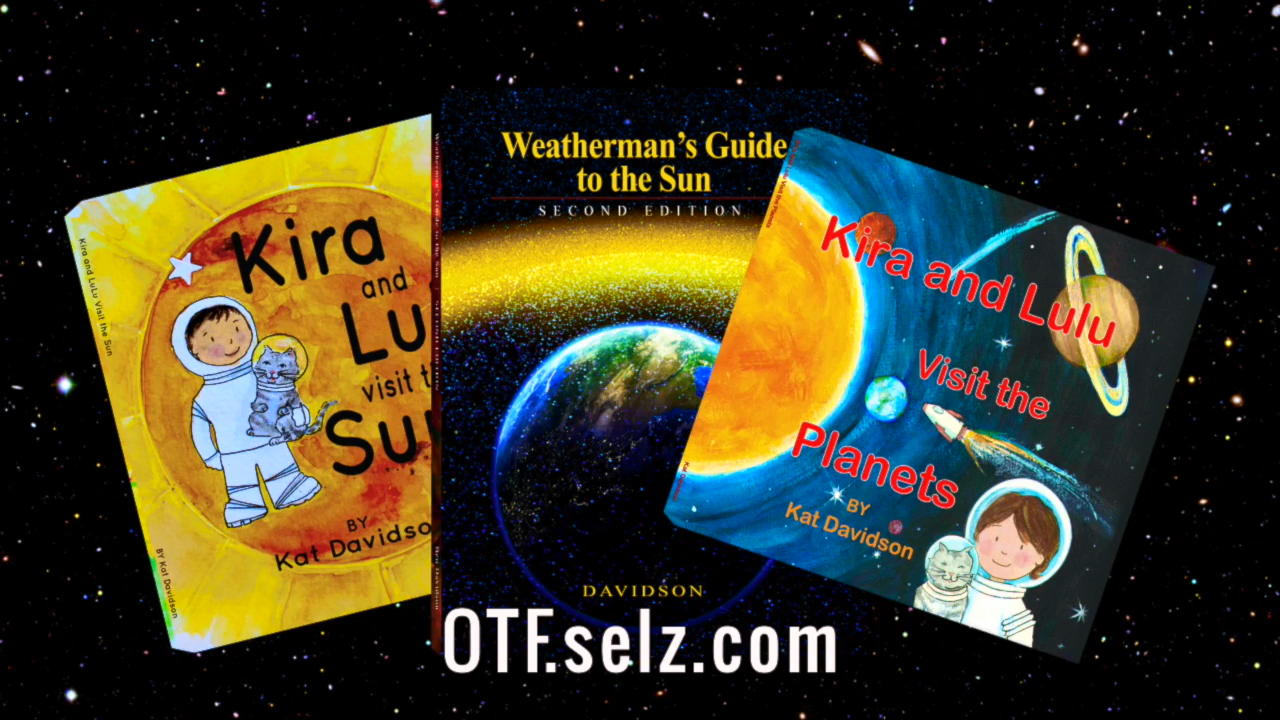 Kira
and
Lu
visit t
Su
BY
Kat Davidso
Kira and LuLu Visit the Sun
BY Kat Davidson
Weatherman's Guide
to the Sun
SECOND EDITION
DAVIDSON
Kira and Lulu
Visit the
Planets
BY
Kat Davidson
OTF.selz.com